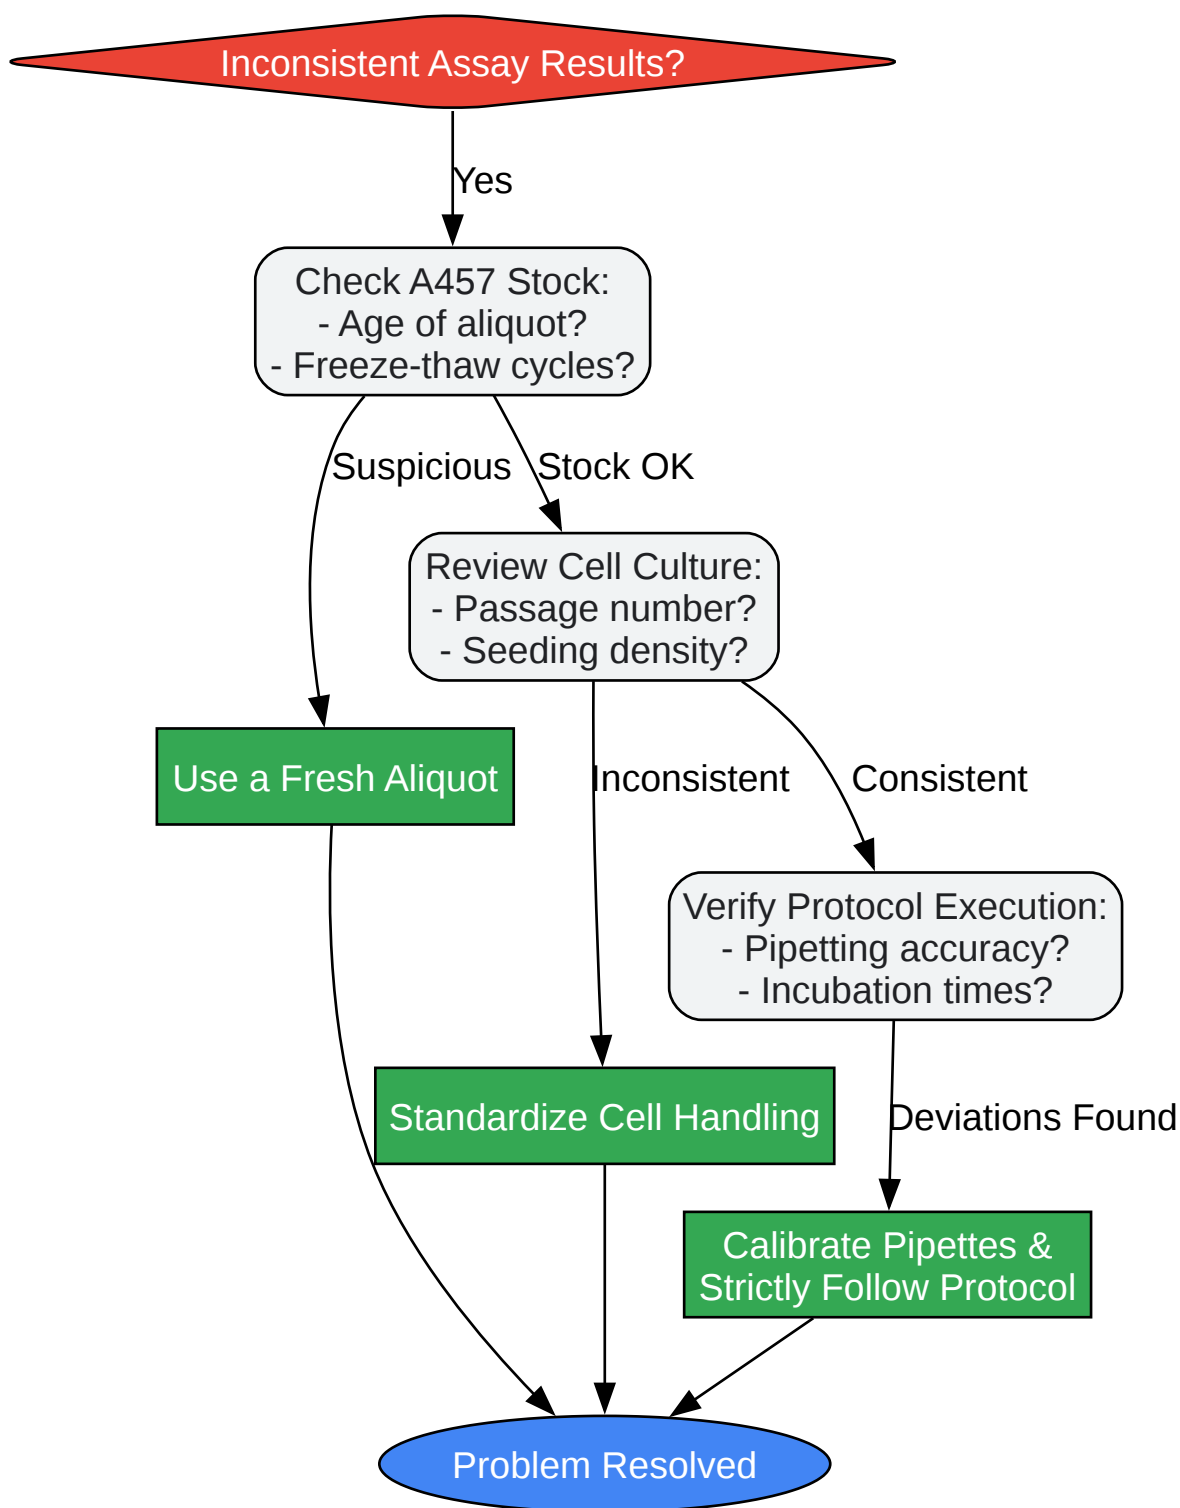 Inconsistent Assay Results?
Yes
Check A457 Stock:
- Age of aliquot?
- Freeze-thaw cycles?
Suspicious
Stock OK
Review Cell Culture:
- Passage number?
- Seeding density?
Use a Fresh Aliquot
Inconsistent
Consistent
Verify Protocol Execution:
- Pipetting accuracy?
- Incubation times?
Standardize Cell Handling
Deviations Found
Calibrate Pipettes &
Strictly Follow Protocol
Problem Resolved